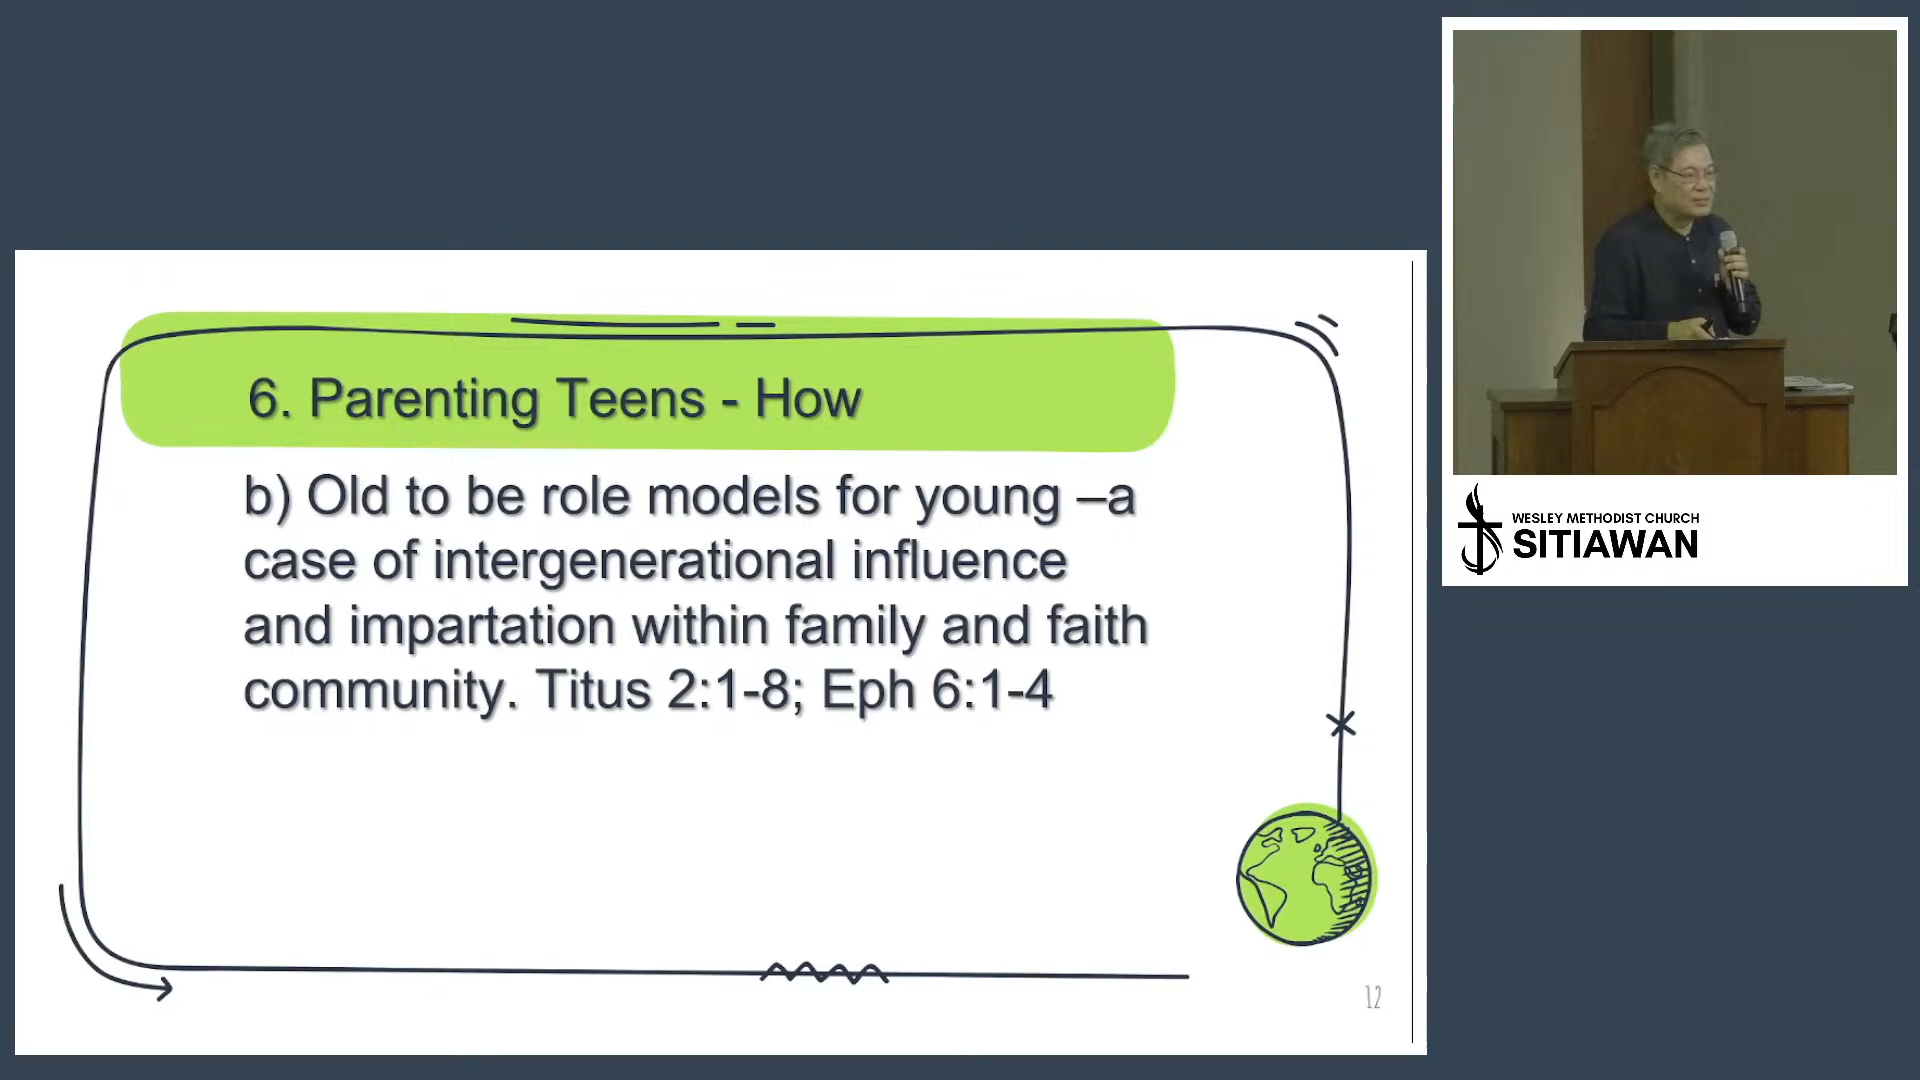 6. Parenting Teens - How
b) Old to be role models for young –a
case of intergenerational influence
and impartation within family and faith
community. Titus 2:1-8; Eph 6:1-4
12
WESLEY METHODIST CHURCH
SITIAWAN